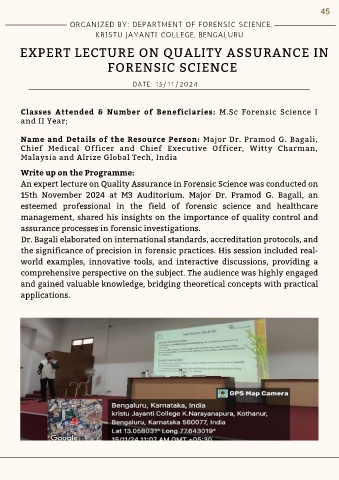 45
ORGANIZED BY: DEPARTMENT OF FORENSIC SCIENCE,
KRISTU JAYANTI COLLEGE, BENGALURU
EXPERT LECTURE ON QUALITY ASSURANCE IN
FORENSIC SCIENCE
DATE: 15/11/2024
Classes Attended & Number of Beneficiaries: M.Sc Forensic Science I
and II Year;
Name and Details of the Resource Person: Major Dr. Pramod G. Bagali,
Chief Medical Officer and Chief Executive Officer, Witty Charman,
Malaysia and Alrize Global Tech, India
Write up on the Programme:
An expert lecture on Quality Assurance in Forensic Science was conducted on
15th November 2024 at M3 Auditorium. Major Dr. Pramod G. Bagali, an
esteemed professional in the field of forensic science and healthcare
management, shared his insights on the importance of quality control and
assurance processes in forensic investigations.
Dr. Bagali elaborated on international standards, accreditation protocols, and
the significance of precision in forensic practices. His session included real-
world examples, innovative tools, and interactive discussions, providing a
comprehensive perspective on the subject. The audience was highly engaged
and gained valuable knowledge, bridging theoretical concepts with practical
applications.
GPS Map Camera
Bengaluru, Karnataka, India
kristu Jayanti College K.Narayanapura, Kothanur,
Bengaluru, Karnataka 560077, India
Lat 13.058031° Long 77.643019°
15/11/24 11:07 AM GMT +05:30
Google